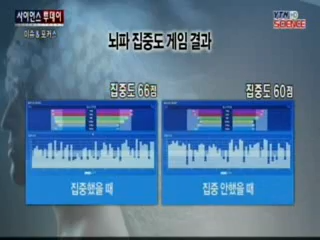 사이언스 투데이
이슈 & 포커스
YTN
SCIENCE
뇌파 집중도 게임 결과
집중도 66점
집중도 60점
집중했을 때
집중 안했을 때